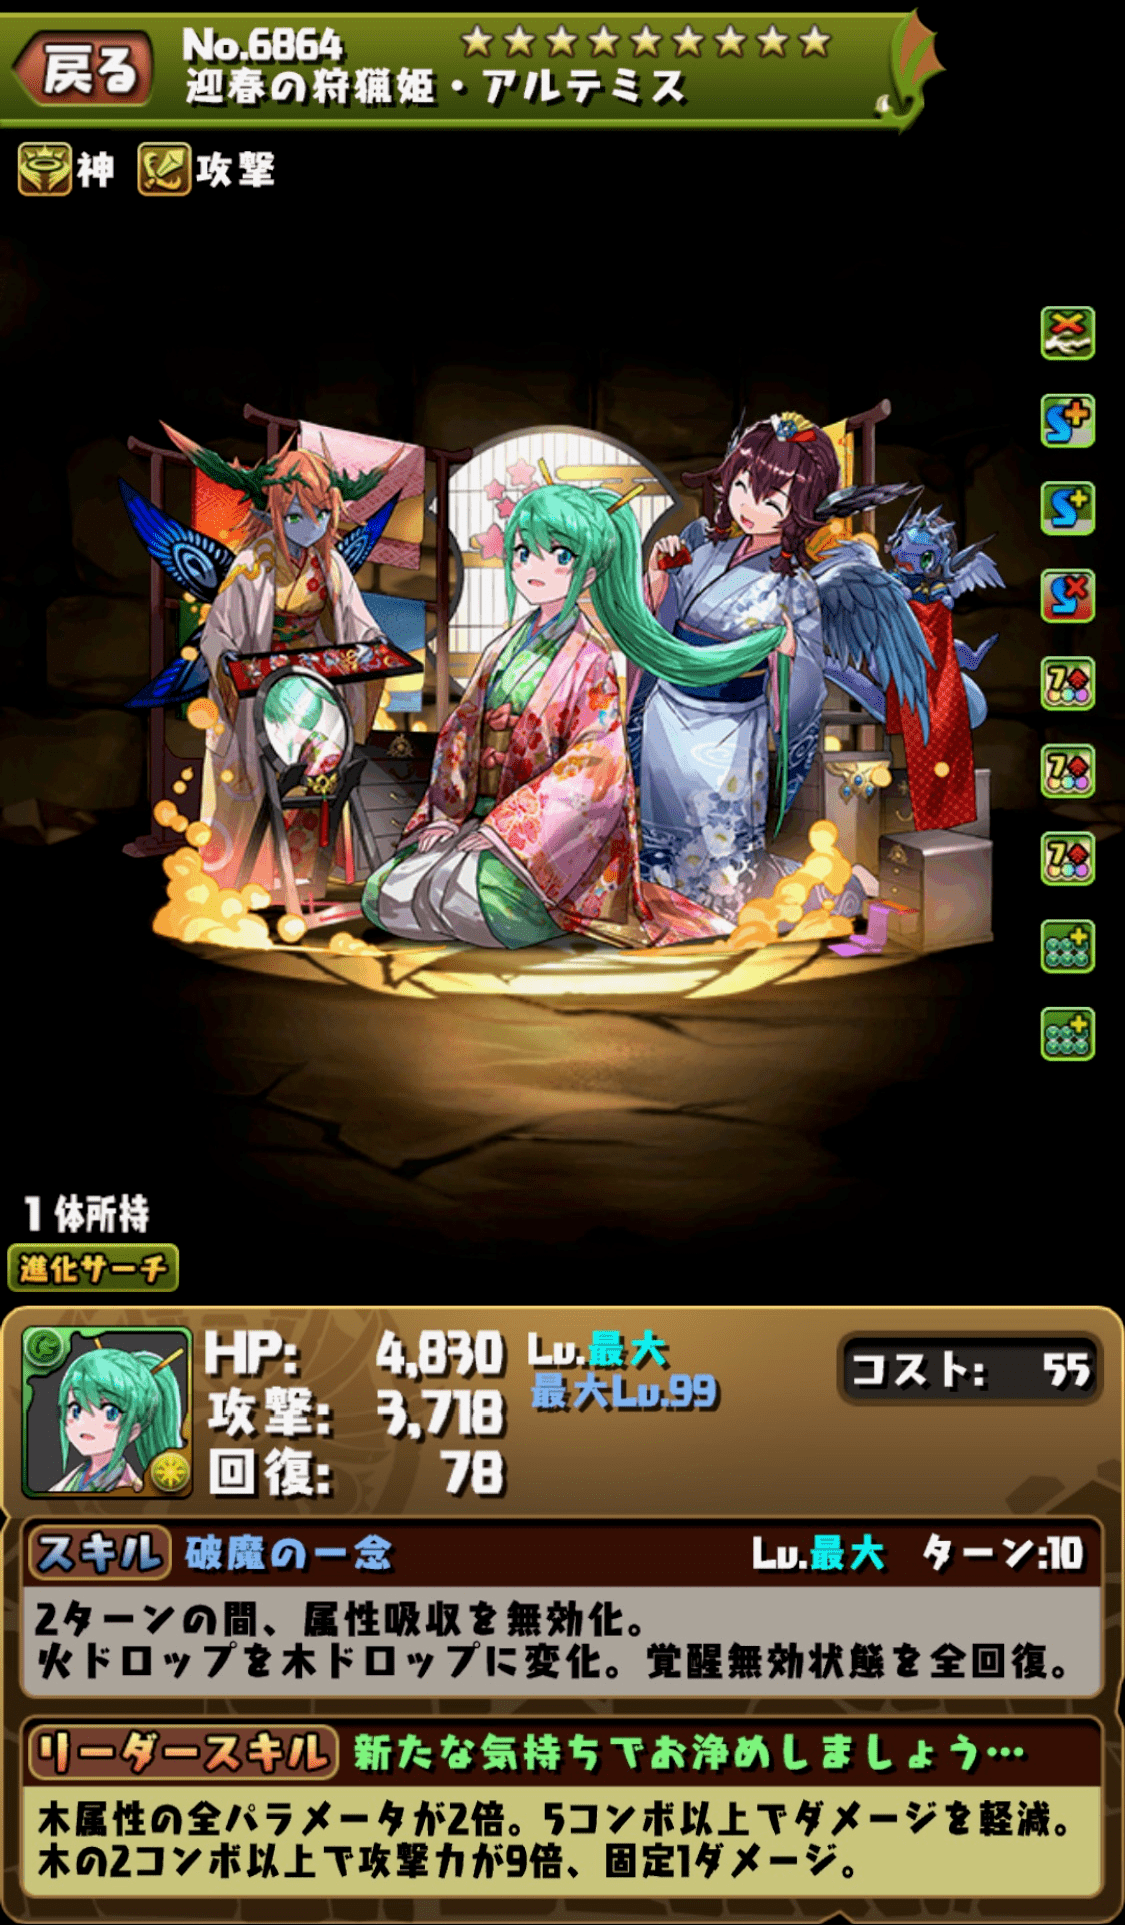 戻る
No.6864
迎春の狩猟姫・アルテミス
神 攻撃
1体所持
進化サーチ
HP: 4,830 Lv.最大
最大Lv.99
コスト: 55
攻撃: 3,718
回復: 78
スキル 破魔の一念 Lv.最大 ターン:10
2ターンの間、属性吸収を無効化。
火ドロップを木ドロップに変化。覚醒無効状態を全回復。
リーダースキル 新たな気持ちでお浄めしましょう…
木属性の全パラメータが2倍。5コンボ以上でダメージを軽減。
木の2コンボ以上で攻撃力が9倍、固定1ダメージ。